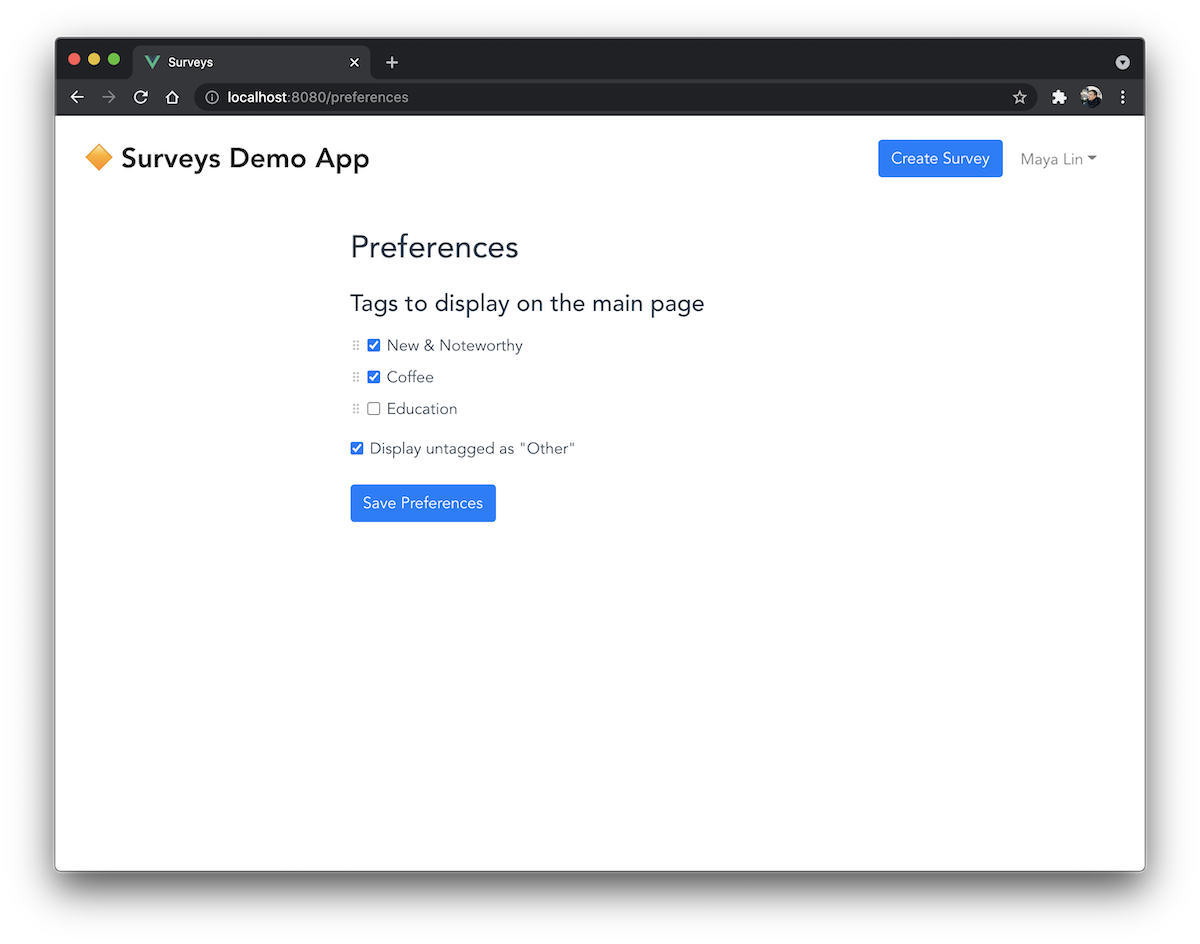 Surveys
localhost:8080/preferences
Surveys Demo App
Create Survey
Maya Lin
Preferences
Tags to display on the main page
New & Noteworthy
Coffee
Education
Display untagged as "Other"
Save Preferences